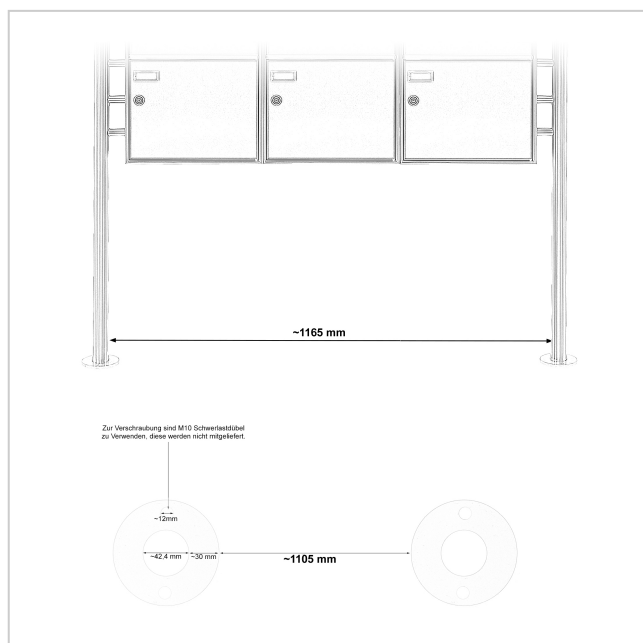 ~1165 mm
Zur Verschraubung sind M10 Schwerlastdübel
zu Verwenden, diese werden nicht mitgeliefert.
~12mm
~42,4 mm
~30 mm
~1105 mm